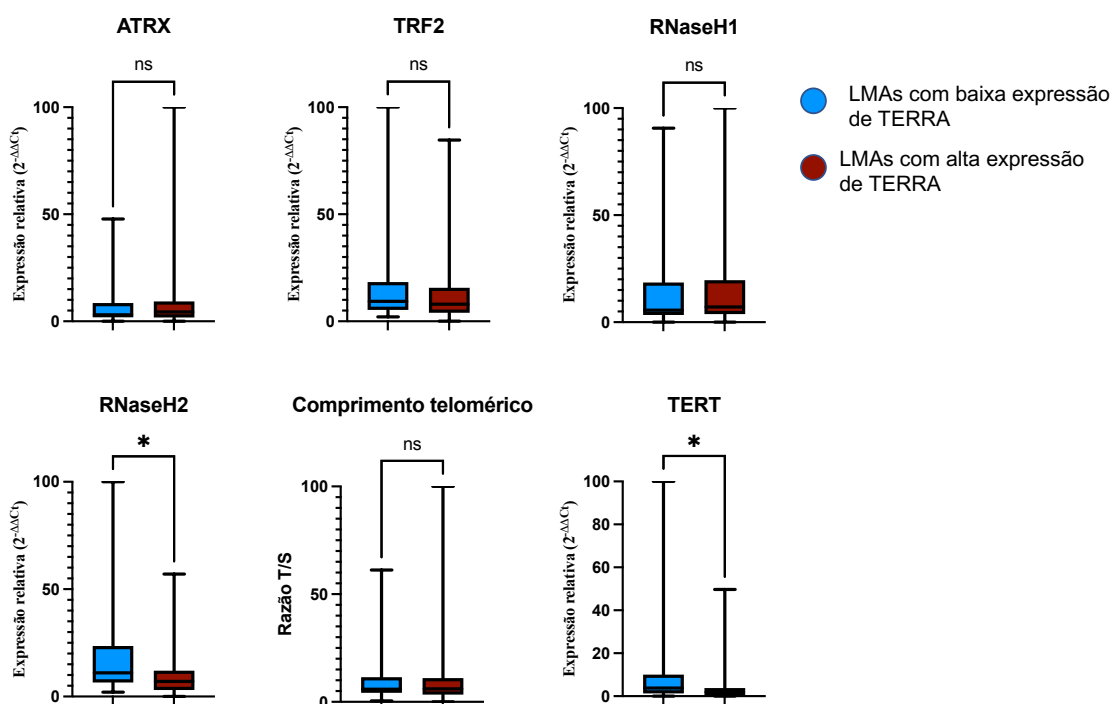 ATRX
ns
Expressão relativa (2-ΔΔCt)
100
50
0
TRF2
ns
Expressão relativa (2-ΔΔCt)
100
50
0
RNaseH1
ns
Expressão relativa (2-ΔΔCt)
100
50
0
LMAs com baixa expressão
de TERRA
LMAs com alta expressão
de TERRA
RNaseH2
*
Expressão relativa (2-ΔΔCt)
100
50
0
Comprimento telomérico
ns
Razão T/S
100
50
0
TERT
*
Expressão relativa (2-ΔΔCt)
100
80
60
40
20
0